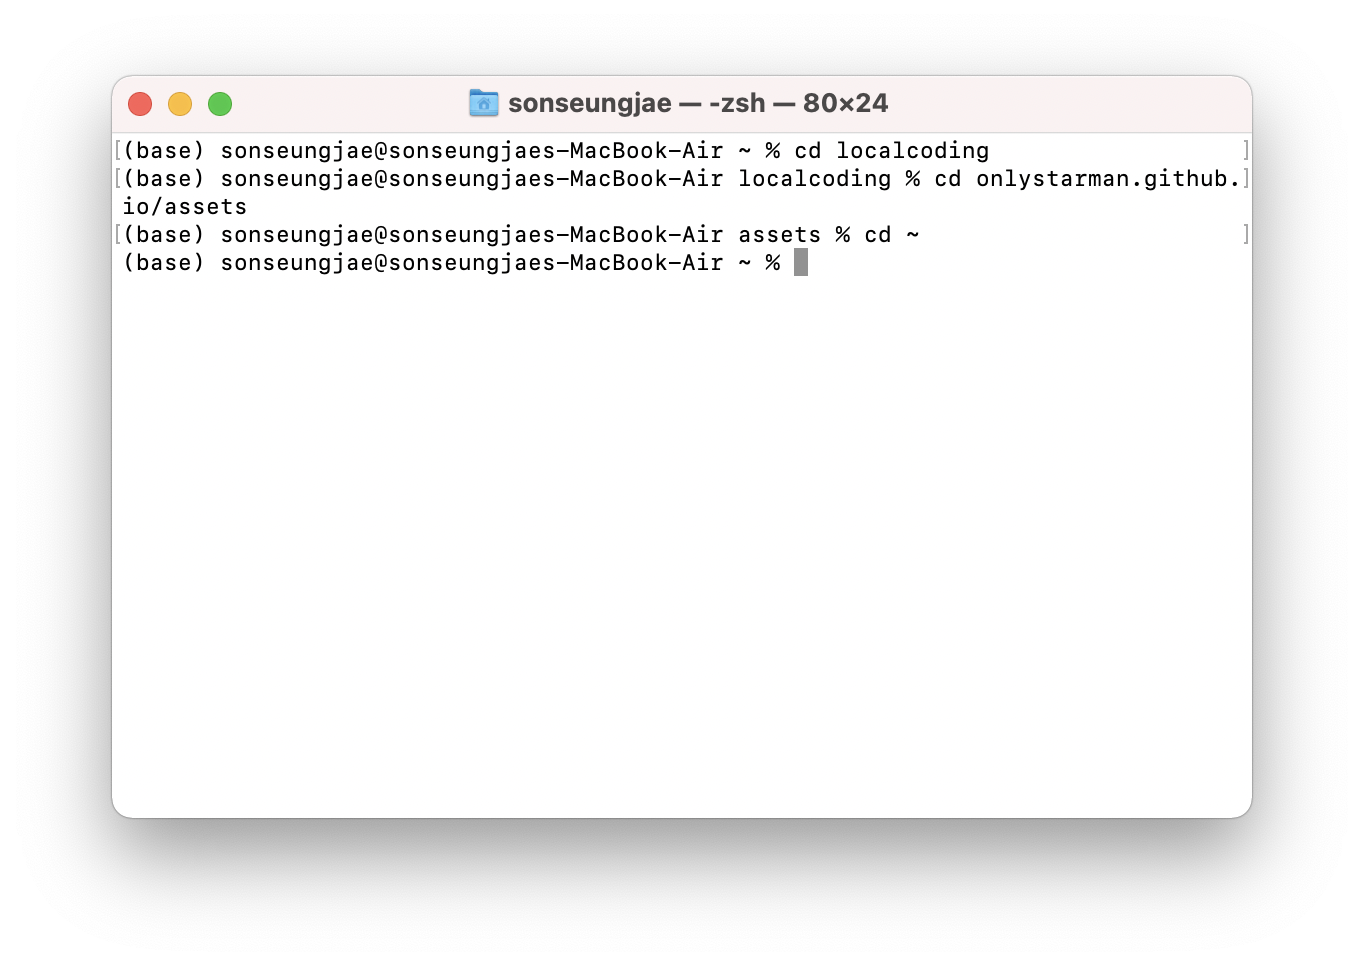 sonseungjae — -zsh — 80×24
[(base) sonseungjae@sonseungjaes-MacBook-Air ~ % cd localcoding ]
[(base) sonseungjae@sonseungjaes-MacBook-Air localcoding % cd onlystarman.github.]
io/assets
[(base) sonseungjae@sonseungjaes-MacBook-Air assets % cd ~ ]
(base) sonseungjae@sonseungjaes-MacBook-Air ~ %